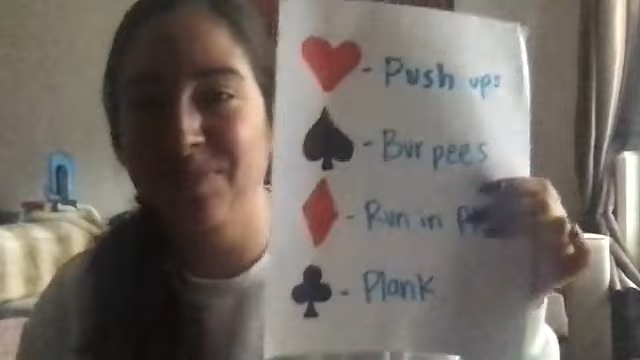 ♥ - Push ups
♠ - Burpees
♦ - Run in
♣ - Plank